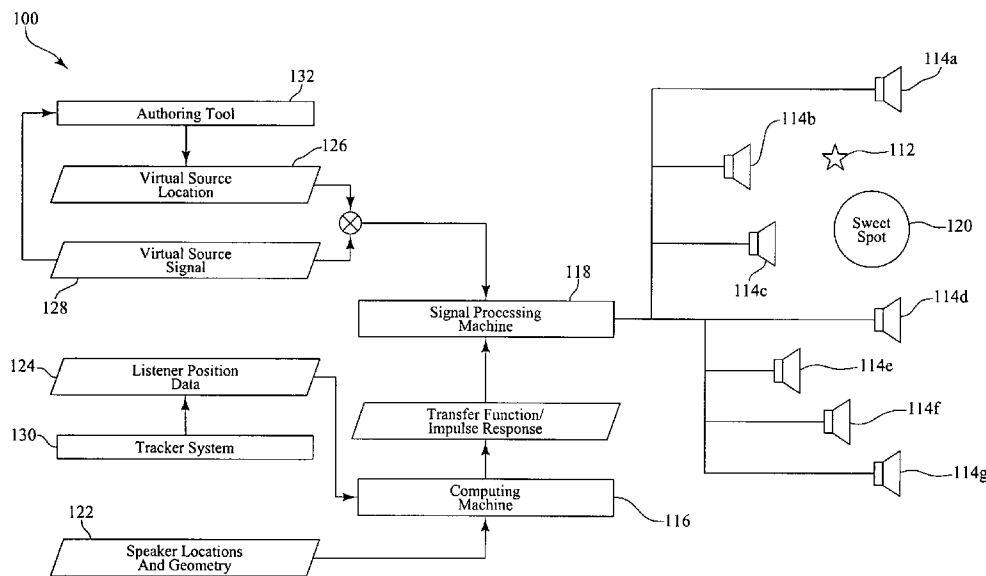 100
132
Authoring Tool
126
Virtual Source
Location
Virtual Source
Signal
128
114a
114b
112
Sweet
Spot
120
114c
118
Signal Processing
Machine
114d
124
Listener Position
Data
114e
Transfer Function/
Impulse Response
114f
130
Tracker System
114g
Computing
Machine
116
122
Speaker Locations
And Geometry